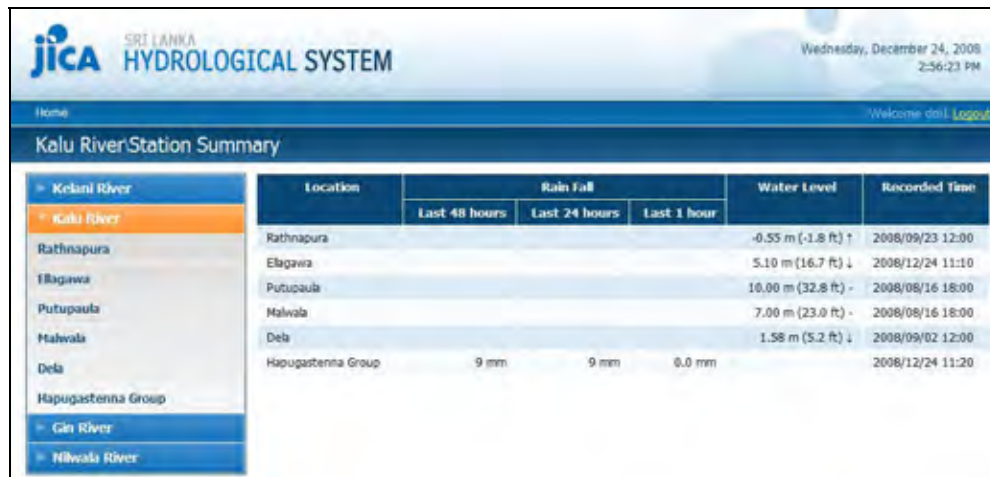 jICA SRI LANKA HYDROLOGICAL SYSTEM
Wednesday, December 24, 2008
2:56:23 PM
Home Welcome Logout
Kalu River\Station Summary
Kelani River
Kalu River
Rathnapura
Ellagawa
Putupaula
Malwala
Dela
Hapugastenna Group
Gin River
Nilwala River
Location Rain Fall Water Level Recorded Time
Last 48 hours Last 24 hours Last 1 hour
Rathnapura -0.55 m (-1.8 ft) ↑ 2008/09/23 12:00
Ellagawa 5.10 m (16.7 ft) ↓ 2008/12/24 11:10
Putupaula 10.00 m (32.8 ft) - 2008/08/16 18:00
Malwala 7.00 m (23.0 ft) - 2008/08/16 18:00
Dela 1.58 m (5.2 ft) ↓ 2008/09/02 12:00
Hapugastenna Group 9 mm 9 mm 0.0 mm 2008/12/24 11:20